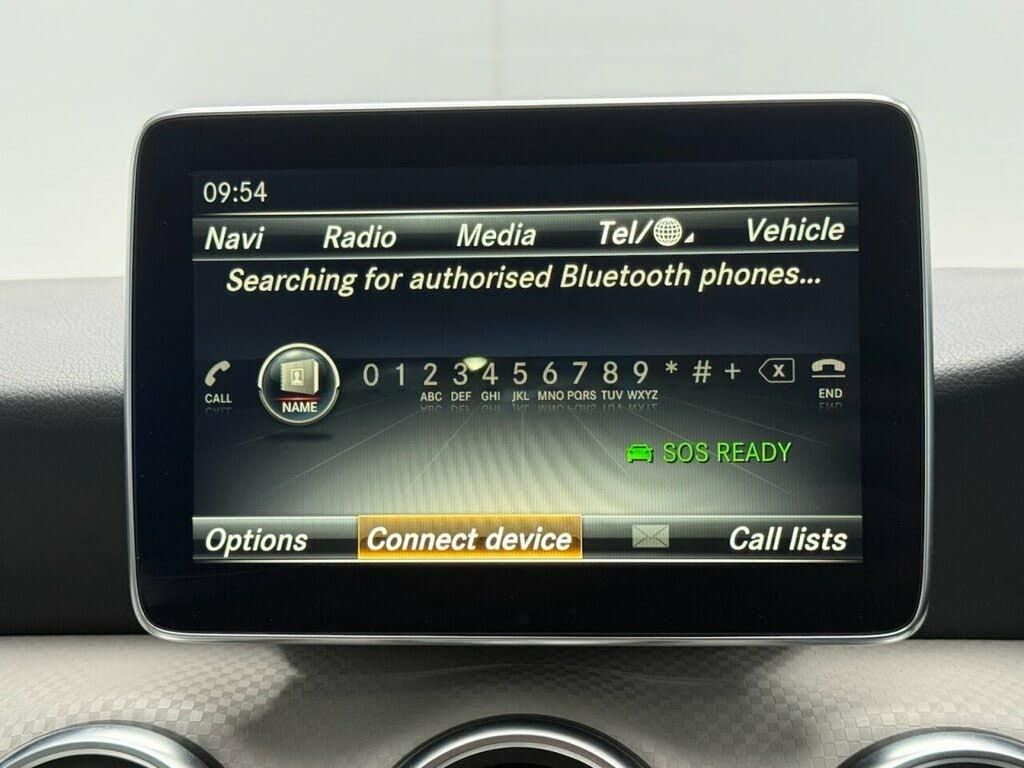 09:54
Navi Radio Media Tel/ Vehicle
Searching for authorised Bluetooth phones...
0 1 2 3 4 5 6 7 8 9 * # + x
CALL NAME ABC DEF GHI JKL MNO PQRS TUV WXYZ END
SOS READY
Options Connect device Call lists